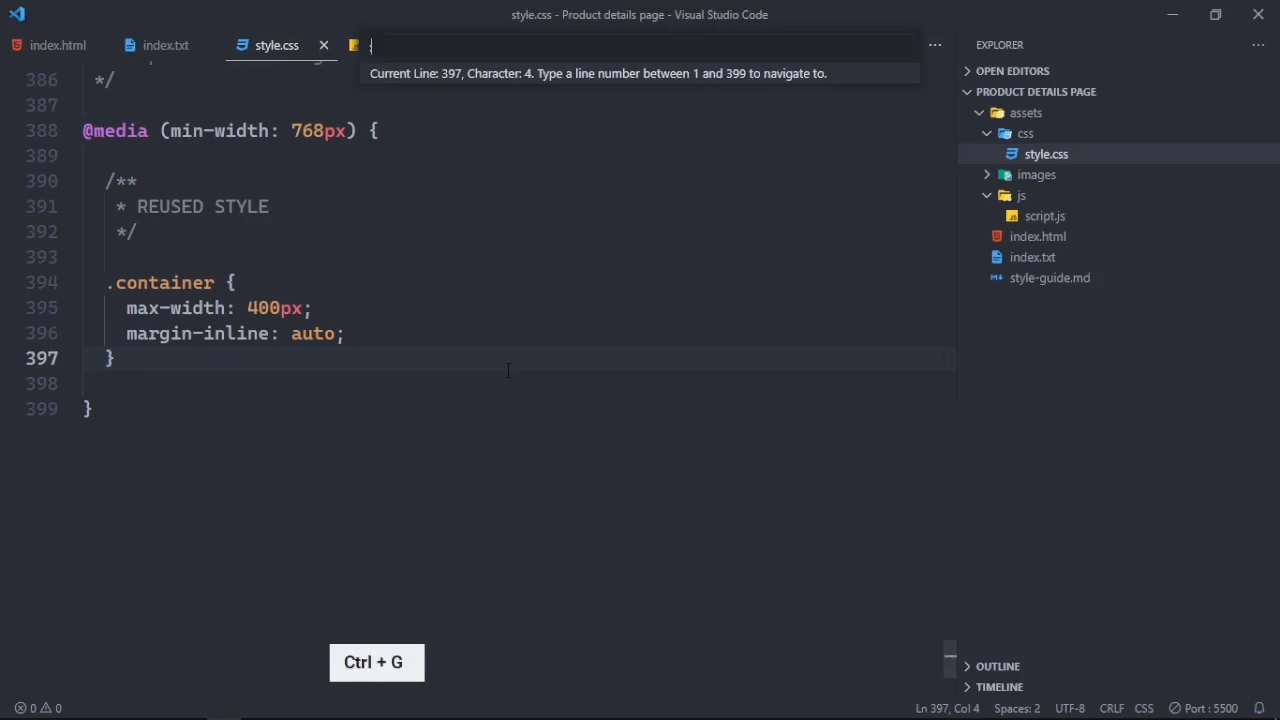 style.css - Product details page - Visual Studio Code
index.html
index.txt
style.css
:
Current Line: 397, Character: 4. Type a line number between 1 and 399 to navigate to.
386 */
387
388 @media (min-width: 768px) {
389
390 /**
391 * REUSED STYLE
392 */
393
394 .container {
395 max-width: 400px;
396 margin-inline: auto;
397 }
398
399 }
Ctrl + G
EXPLORER
OPEN EDITORS
PRODUCT DETAILS PAGE
assets
css
style.css
images
js
JS script.js
index.html
index.txt
style-guide.md
OUTLINE
TIMELINE
0 0
Ln 397, Col 4 Spaces: 2 UTF-8 CRLF CSS Port : 5500